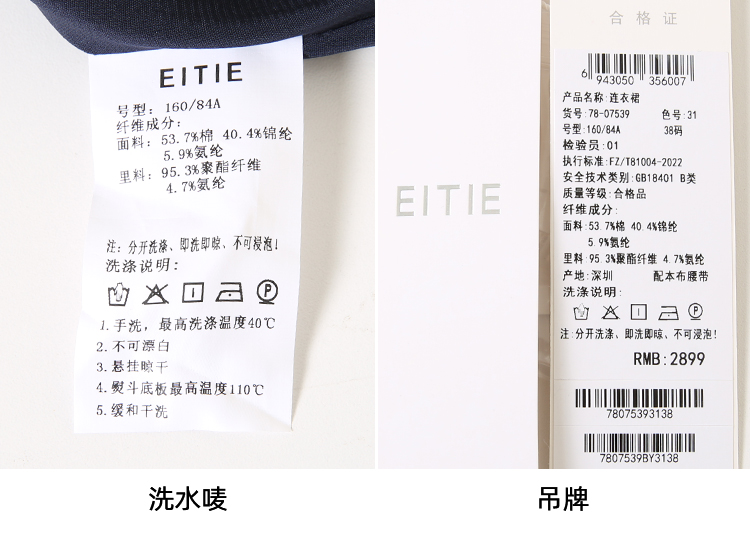 EITIE
号型: 160/84A
纤维成分:
面料: 53.7%棉 40.4%锦纶
5.9%氨纶
里料: 95.3%聚酯纤维
4.7%氨纶
注: 分开洗涤、即洗即晾、不可浸泡!
洗涤说明:
P
1.手洗，最高洗涤温度40℃
2.不可漂白
3.悬挂晾干
4.熨斗底板最高温度110℃
5.缓和干洗
洗水唛
EITIE
合格证
6 943050 356007
产品名称:连衣裙
货号:78-07539 色号:31
号型:160/84A 38码
检验员:01
执行标准:FZ/T81004-2022
安全技术类别:GB18401 B类
质量等级:合格品
纤维成分:
面料: 53.7%棉 40.4%锦纶
5.9%氨纶
里料: 95.3%聚酯纤维 4.7%氨纶
产地: 深圳 配本布腰带
洗涤说明:
P
注:分开洗涤、即洗即晾、不可浸泡!
RMB:2899
78075393138
7807539BY3138
吊牌